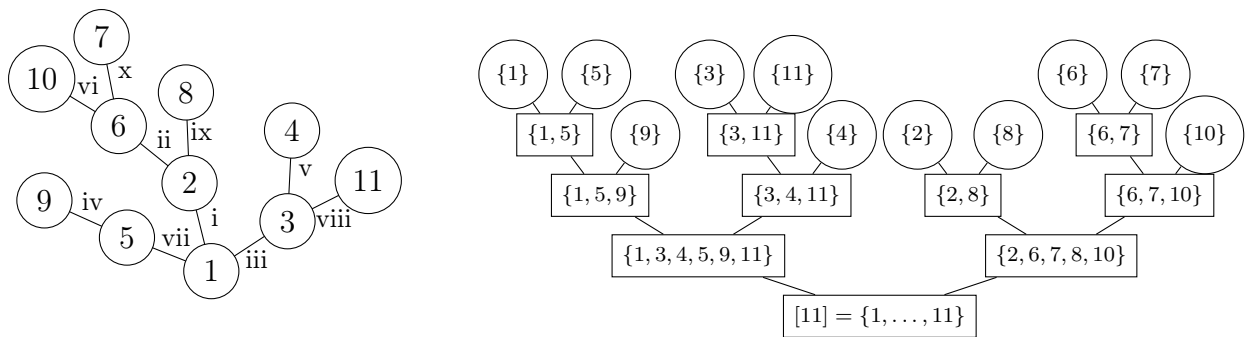 7
10
x
vi
8
6
ix
4
ii
v
2
11
9
iv
3
i
viii
5
vii
iii
1
{1} {5} {3} {11} {6} {7}
{1, 5} {9} {3, 11} {4} {2} {8} {6, 7} {10}
{1, 5, 9} {3, 4, 11} {2, 8} {6, 7, 10}
{1, 3, 4, 5, 9, 11} {2, 6, 7, 8, 10}
[11] = {1, . . . , 11}